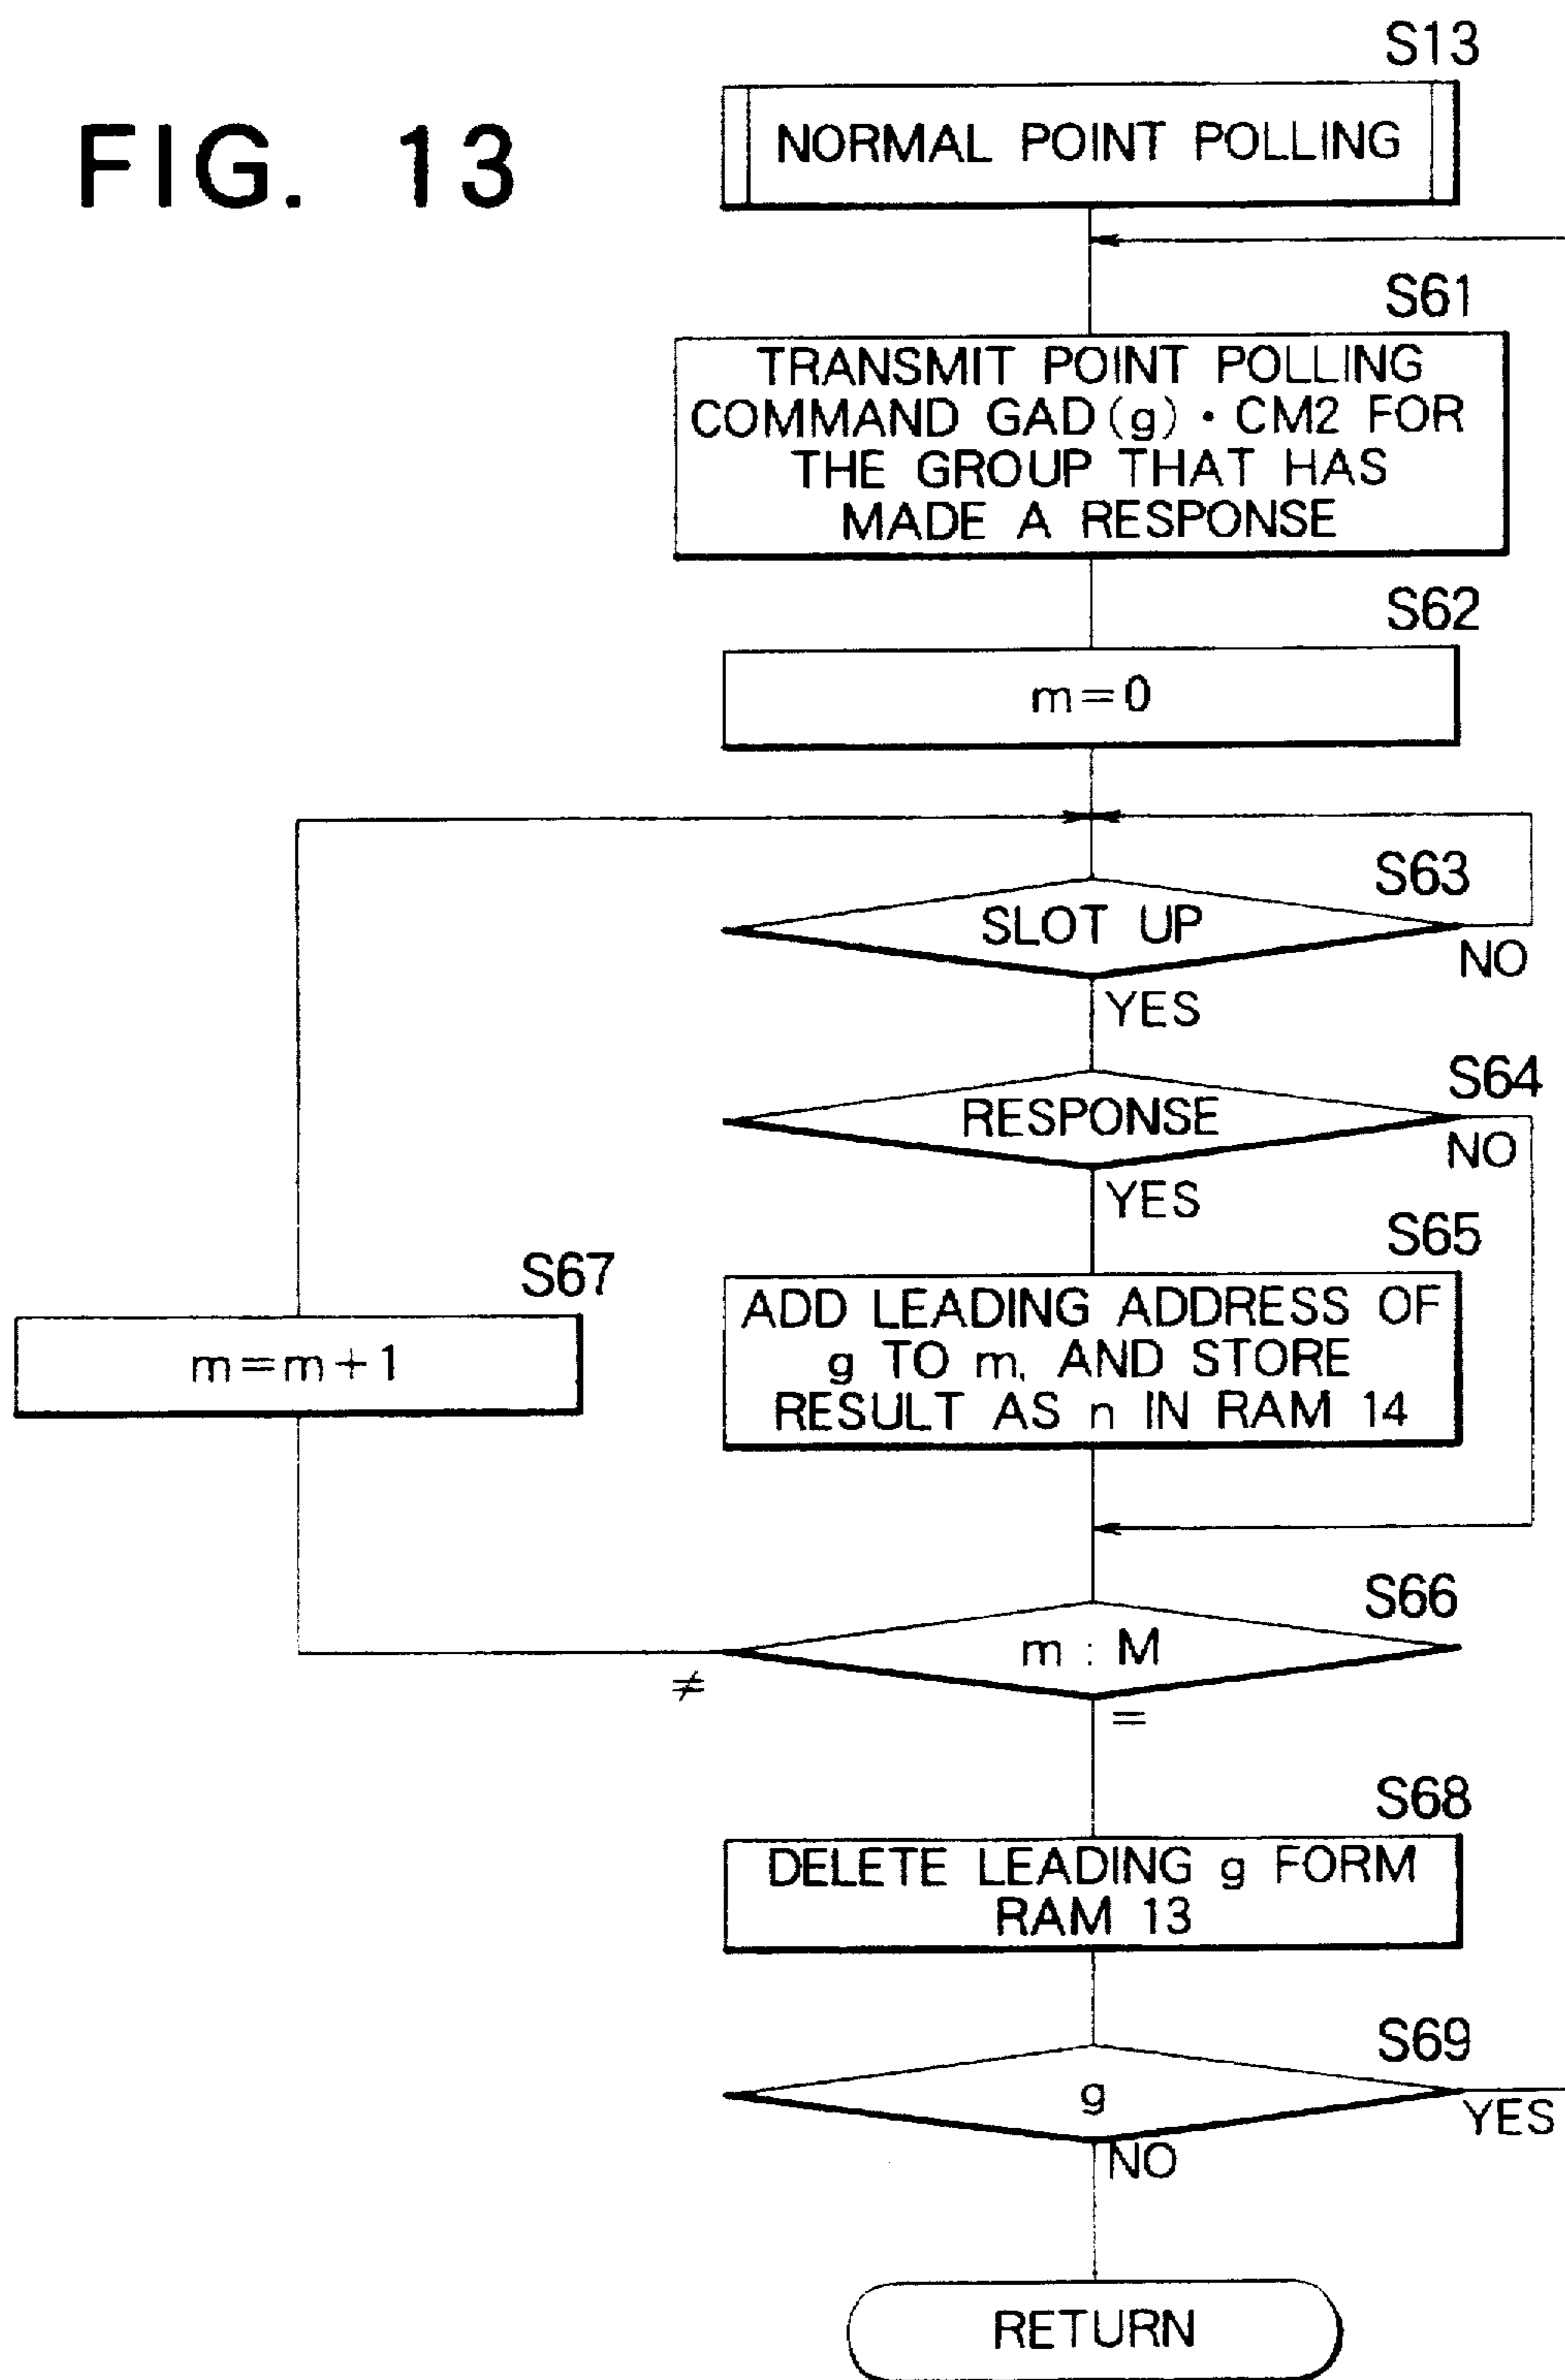 FIG. 13
S13
NORMAL POINT POLLING
S61
TRANSMIT POINT POLLING
COMMAND GAD(g)・CM2 FOR
THE GROUP THAT HAS
MADE A RESPONSE
S62
m=0
S63
SLOT UP
NO
YES
S64
RESPONSE
NO
YES
S65
ADD LEADING ADDRESS OF
g TO m, AND STORE
RESULT AS n IN RAM 14
S67
m=m+1
S66
m : M
≠
=
S68
DELETE LEADING g FORM
RAM 13
S69
g
YES
NO
RETURN